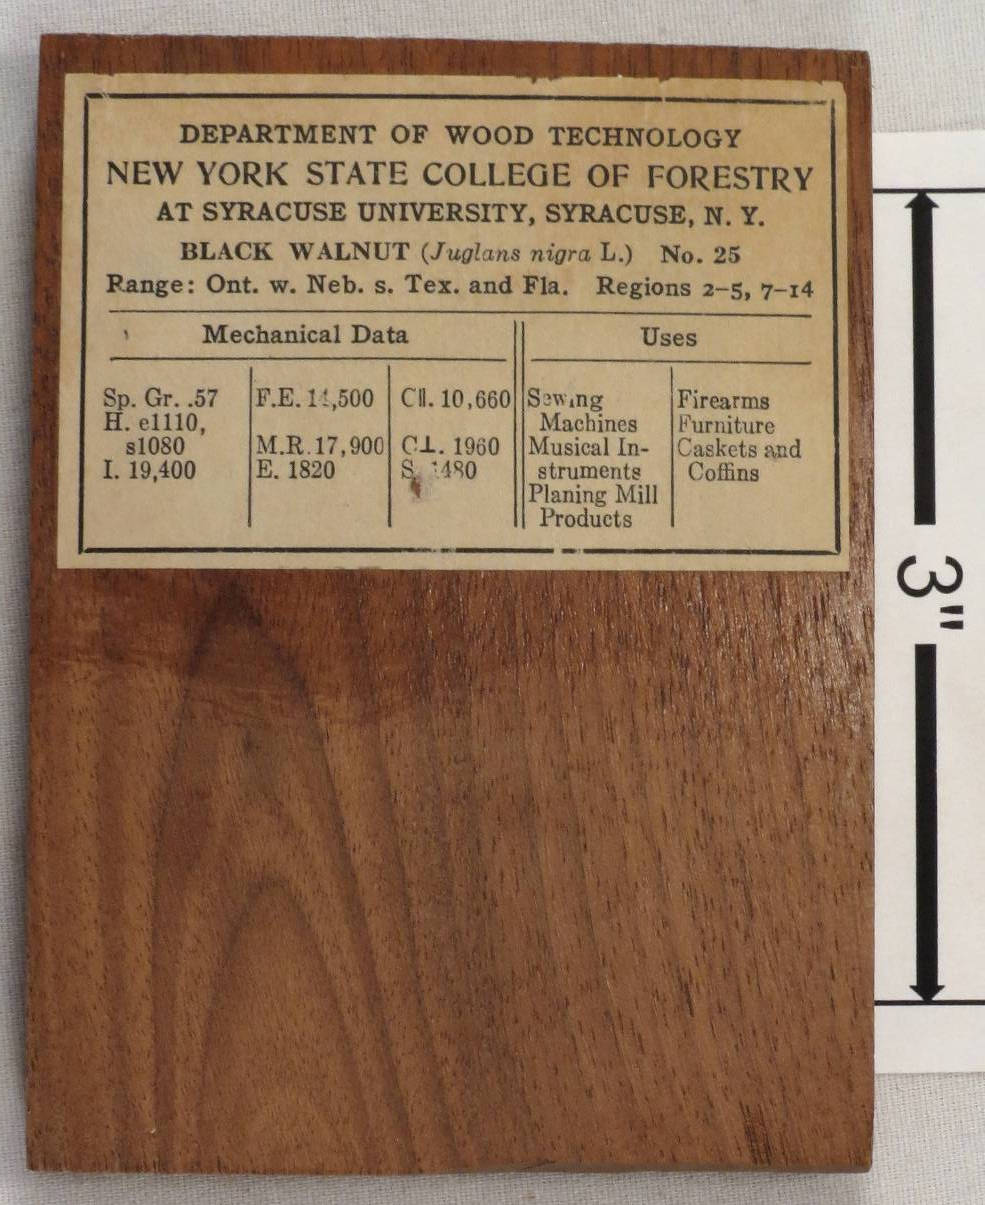 DEPARTMENT OF WOOD TECHNOLOGY
NEW YORK STATE COLLEGE OF FORESTRY
AT SYRACUSE UNIVERSITY, SYRACUSE, N. Y.
BLACK WALNUT (Juglans nigra L.) No. 25
Range: Ont. w. Neb. s. Tex. and Fla. Regions 2–5, 7–14
Mechanical Data
Sp. Gr. .57
H. e1110,
s1080
I. 19,400
F.E.
M.R. 17,900
E. 1820
C||. 10,660
C⊥. 1960
S.
Uses
Sewing
Machines
Musical In-
struments
Planing Mill
Products
Firearms
Furniture
Caskets and
Coffins
3"